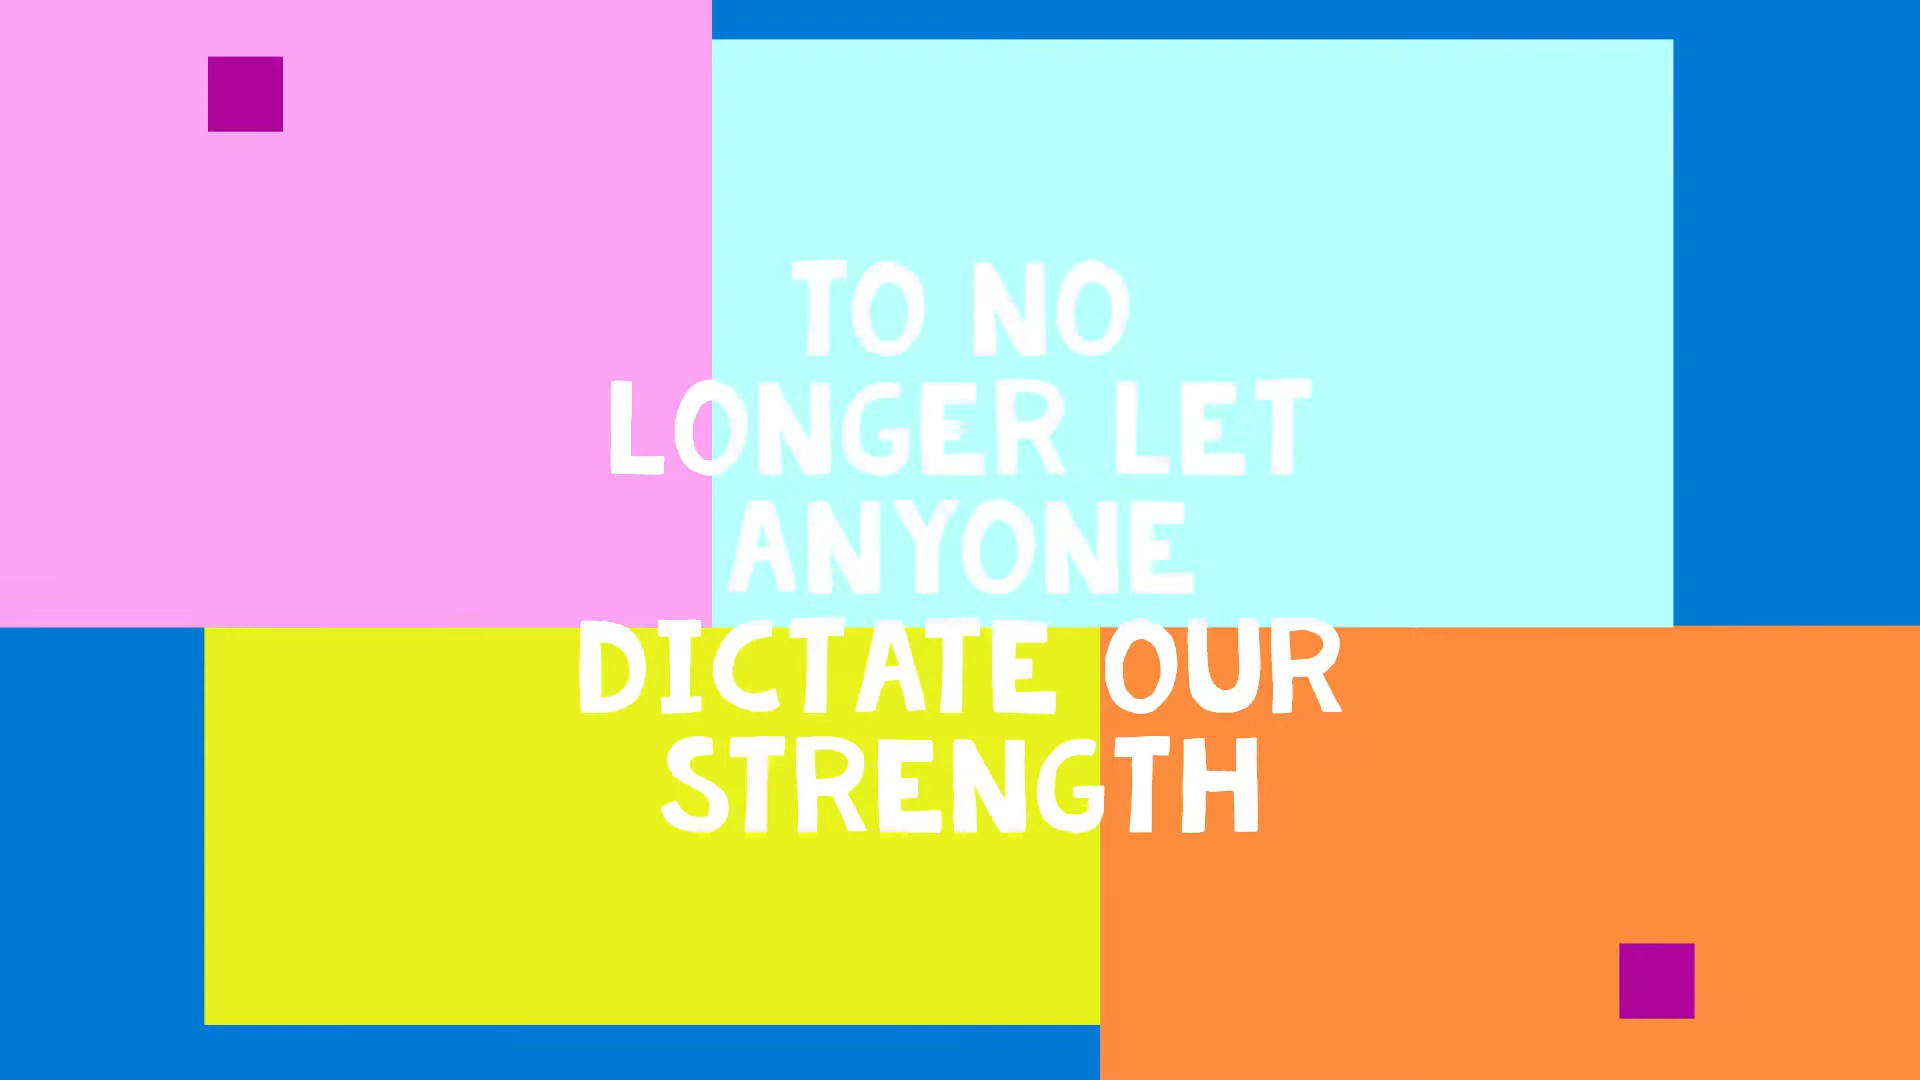 TO NO
LONGER LET
ANYONE
DICTATE OUR
STRENGTH